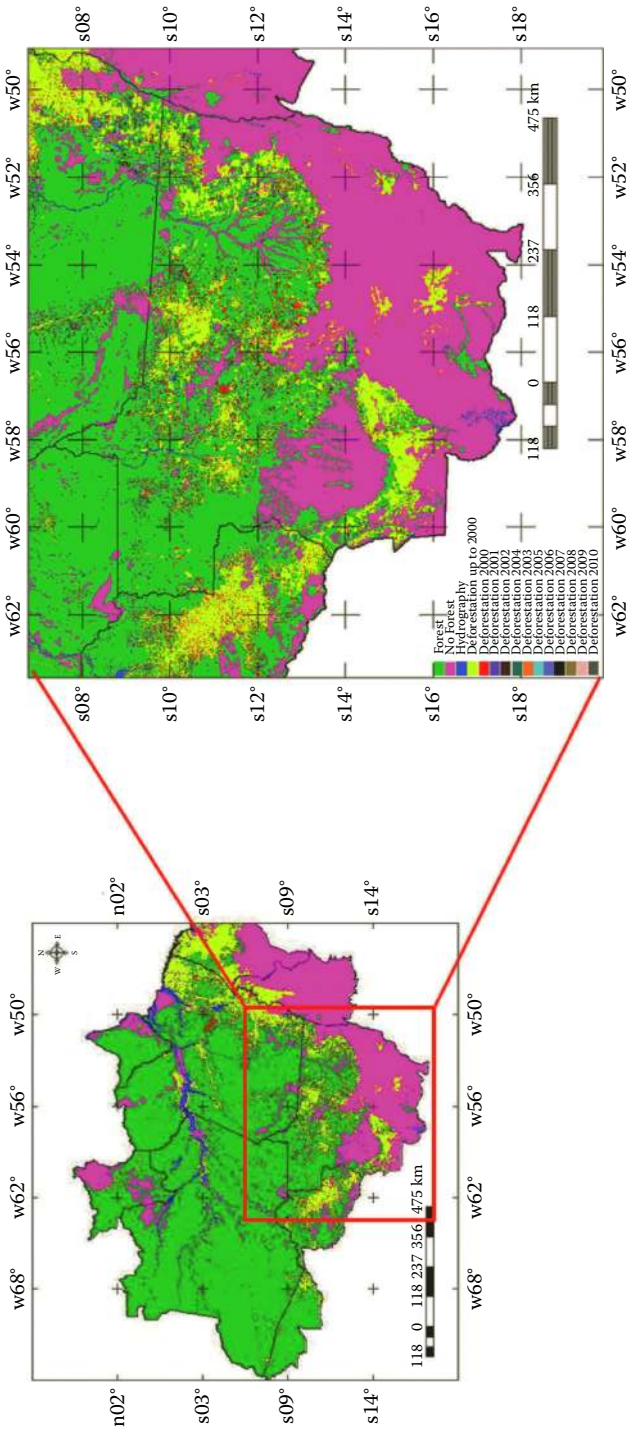 w68° w62° w56° w50°
n02° n02°
N
W E
S
s03° s03°
s09° s09°
s14° s14°
118 0 118 237 356 475 km
w68° w62° w56° w50°
w62° w60° w58° w56° w54° w52° w50°
s08° s08°
s10° s10°
s12° s12°
s14° s14°
s16° s16°
s18° s18°
Forest
No Forest
Hydrography
Deforestation up to 2000
Deforestation 2000
Deforestation 2001
Deforestation 2002
Deforestation 2004
Deforestation 2003
Deforestation 2005
Deforestation 2006
Deforestation 2007
Deforestation 2008
Deforestation 2009
Deforestation 2010
118 0 118 237 356 475 km
w62° w60° w58° w56° w54° w52° w50°